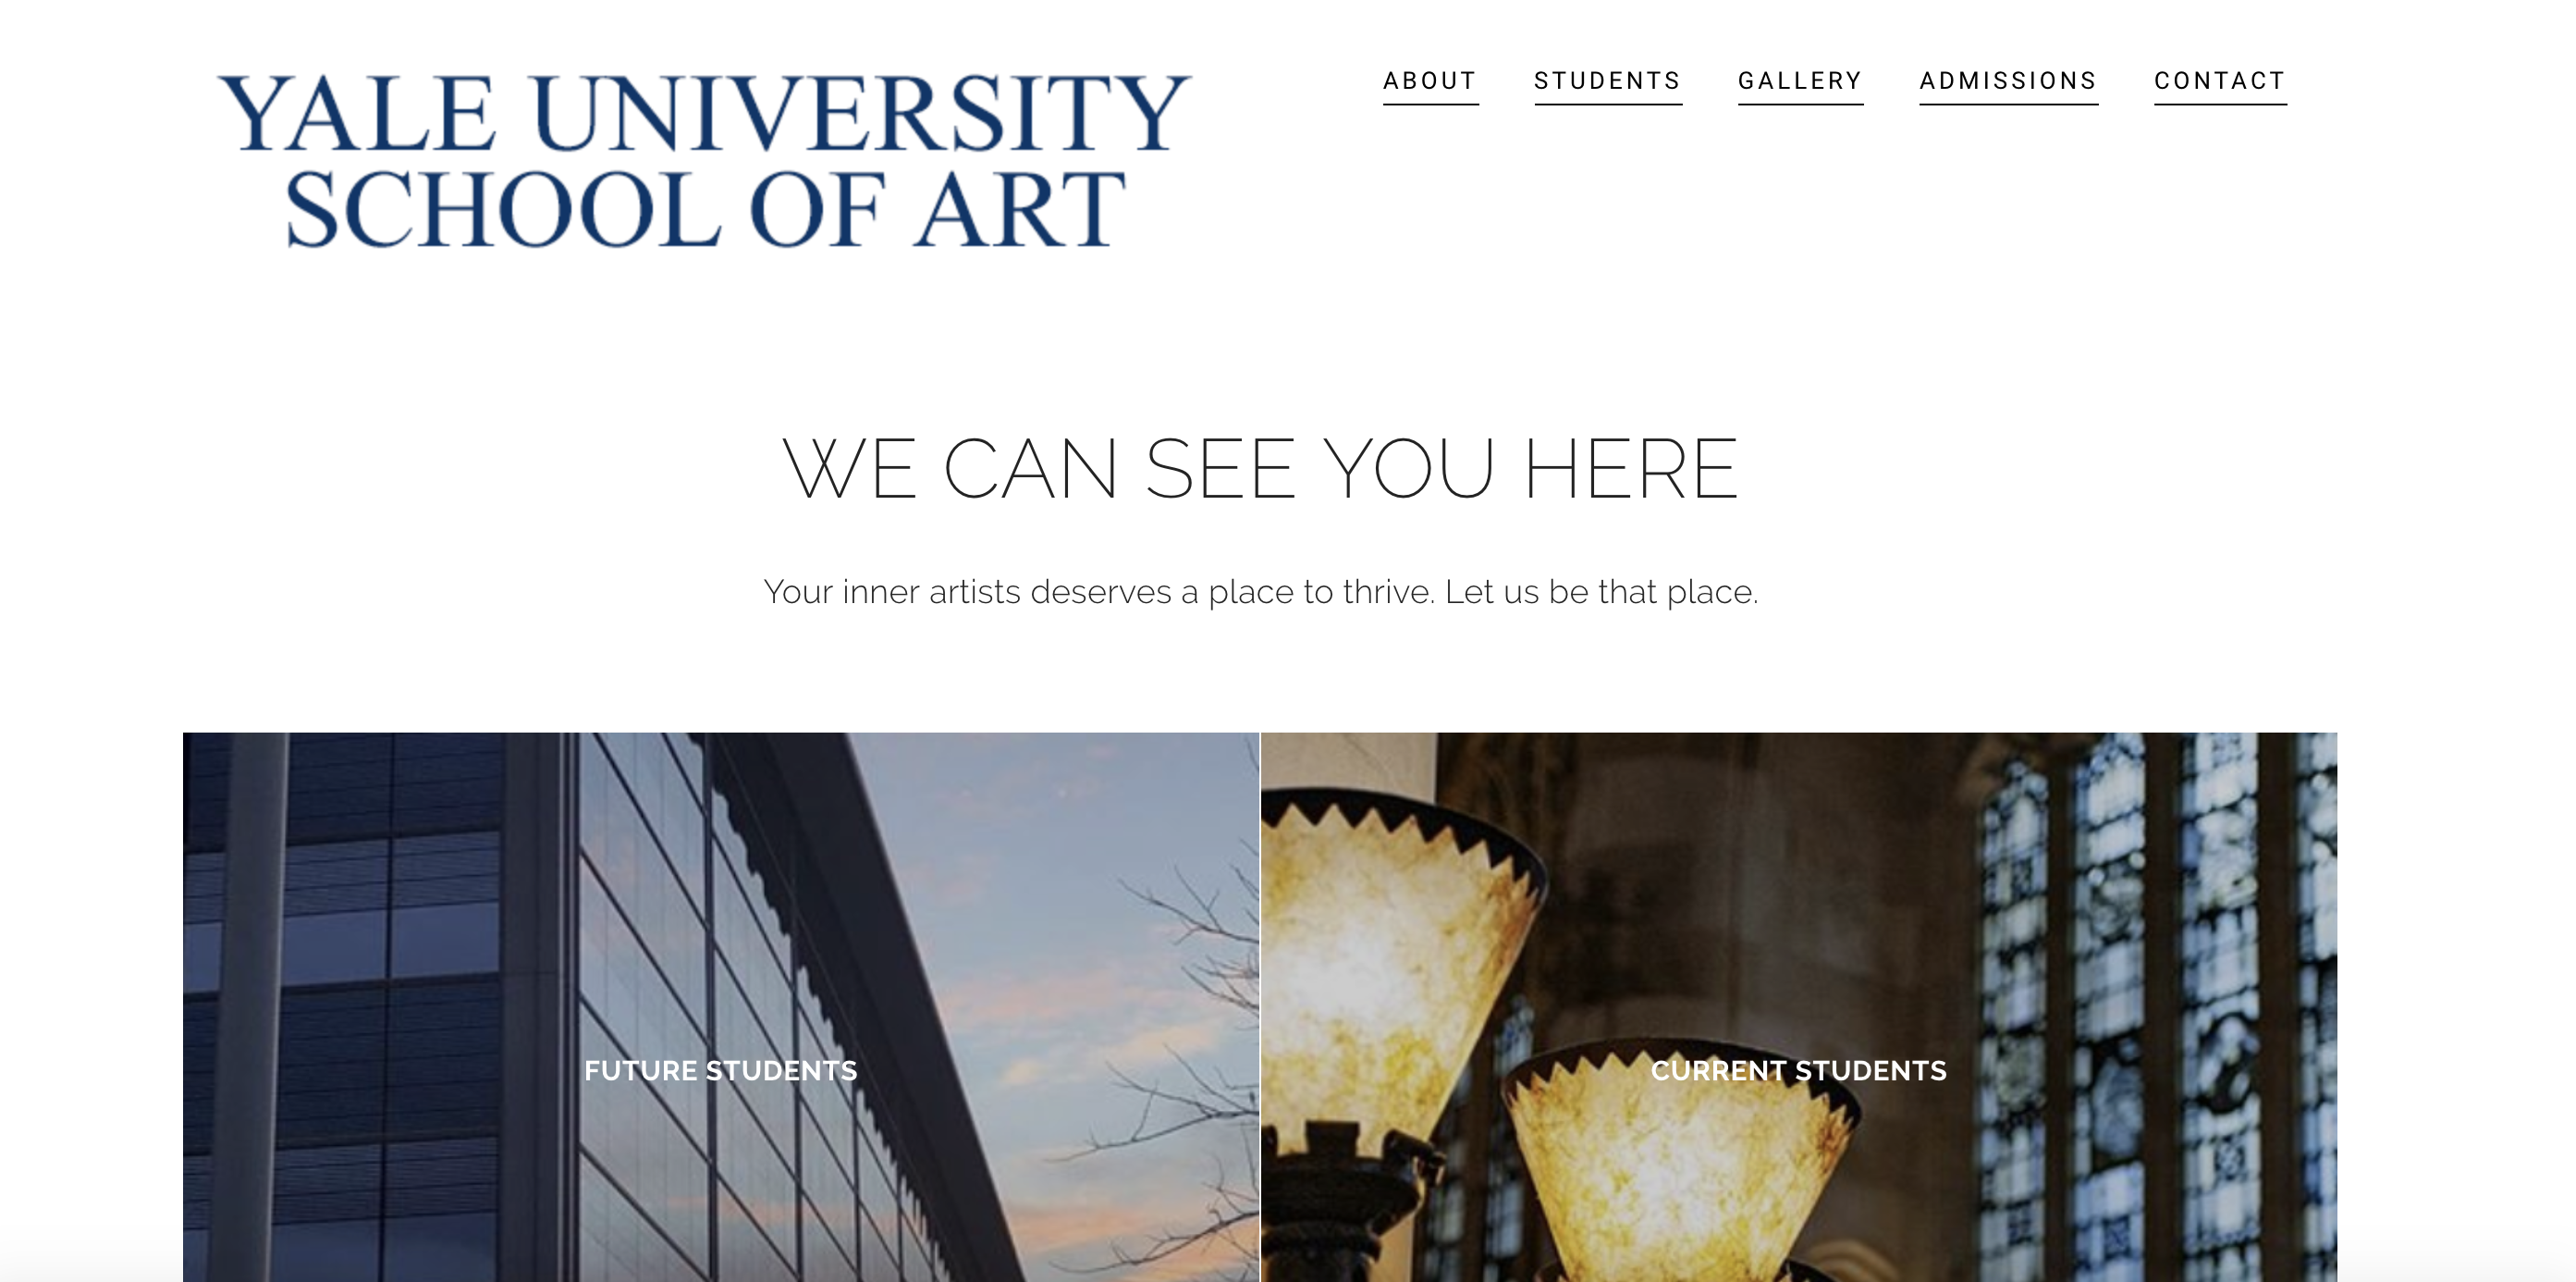 YALE UNIVERSITY
SCHOOL OF ART
ABOUT STUDENTS GALLERY ADMISSIONS CONTACT
WE CAN SEE YOU HERE
Your inner artists deserves a place to thrive. Let us be that place.
FUTURE STUDENTS
CURRENT STUDENTS